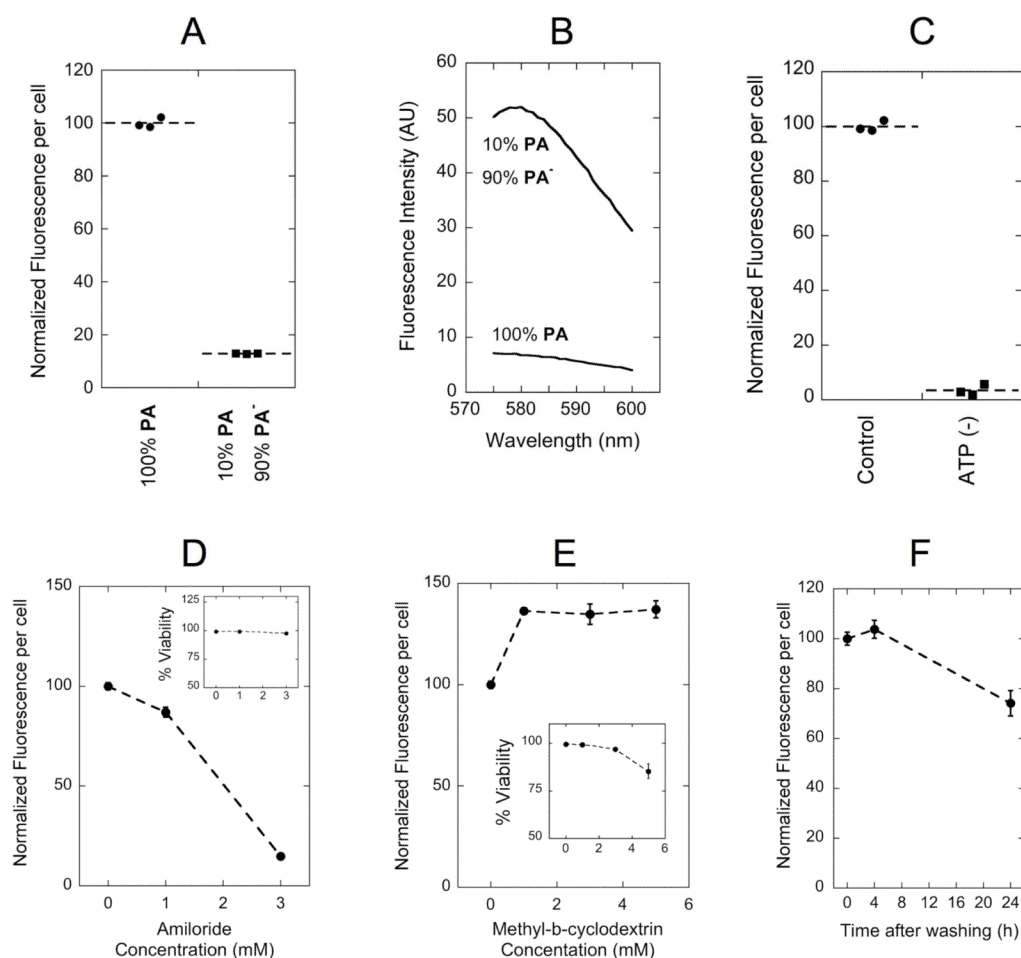 A
Normalized Fluorescence per cell
120
100
80
60
40
20
0
100% PA
10% PA
90% PA-
B
Fluorescence Intensity (AU)
60
50
40
30
20
10
0
10% PA
90% PA-
100% PA
570
580
590
600
Wavelength (nm)
C
Normalized Fluorescence per cell
120
100
80
60
40
20
0
Control
ATP (-)
D
Normalized Fluorescence per cell
150
100
50
0
% Viability
125
100
75
50
0 1 2 3
0 1 2 3
Amiloride
Concentration (mM)
E
Normalized Fluorescence per cell
150
100
50
0
% Viability
100
75
50
0 2 4 6
0 2 4 6
Methyl-b-cyclodextrin
Concentation (mM)
F
Normalized Fluorescence per cell
120
100
80
60
40
20
0
0 4 8 12 16 20 24
Time after washing (h)